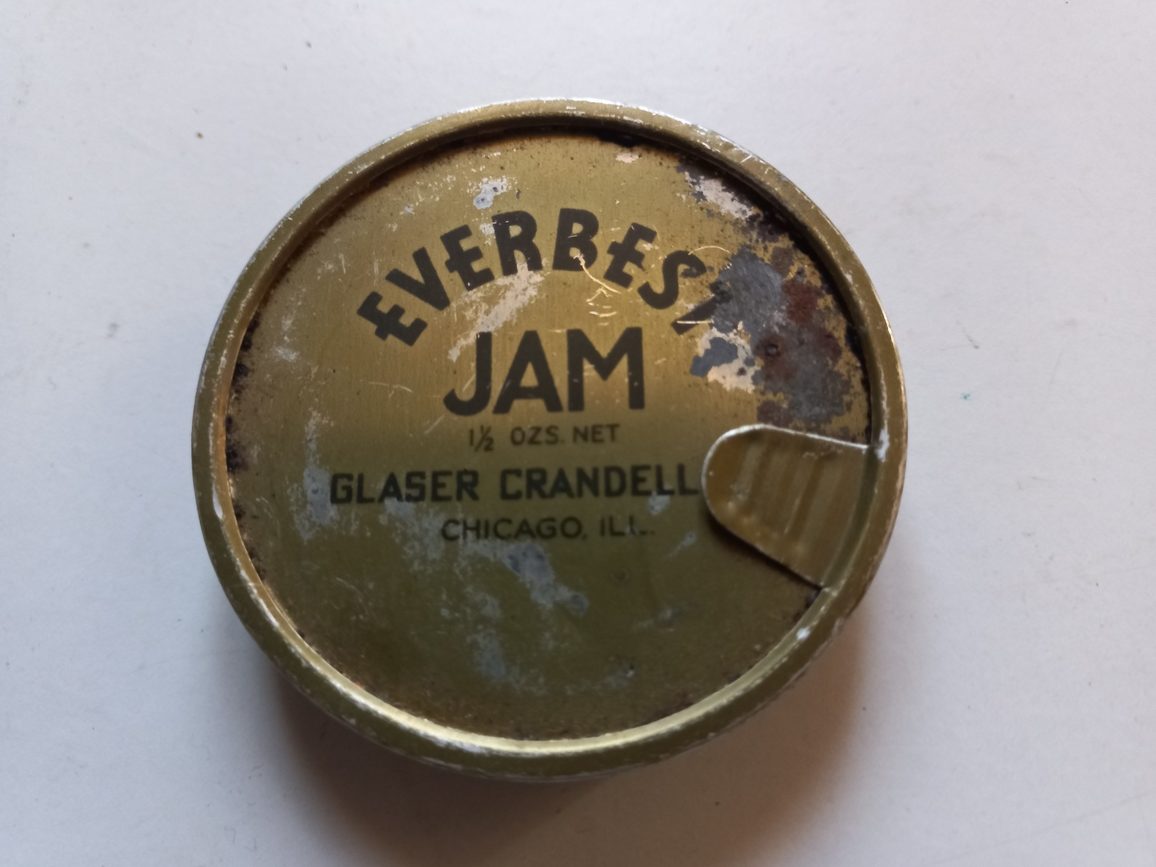 EVERBEST
JAM
1½ OZS. NET
GLASER CRANDELL
CHICAGO, ILL.